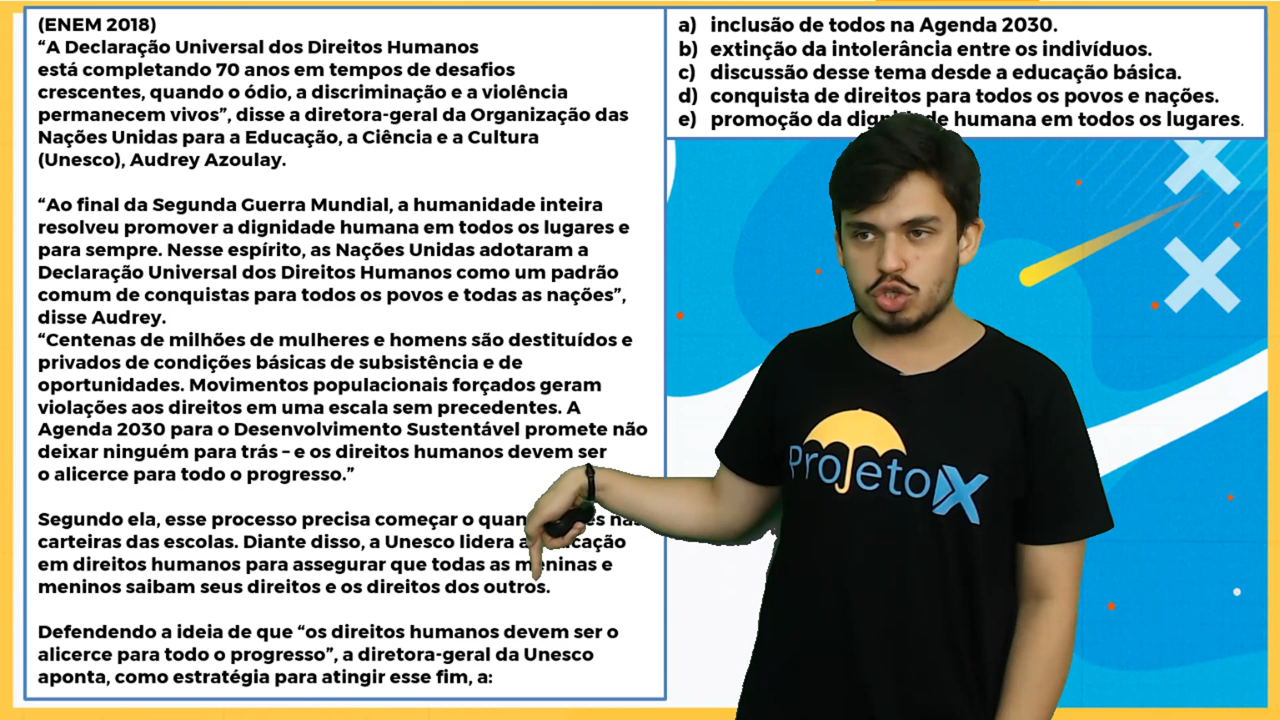 (ENEM 2018)
“A Declaração Universal dos Direitos Humanos
está completando 70 anos em tempos de desafios
crescentes, quando o ódio, a discriminação e a violência
permanecem vivos”, disse a diretora-geral da Organização das
Nações Unidas para a Educação, a Ciência e a Cultura
(Unesco), Audrey Azoulay.
“Ao final da Segunda Guerra Mundial, a humanidade inteira
resolveu promover a dignidade humana em todos os lugares e
para sempre. Nesse espírito, as Nações Unidas adotaram a
Declaração Universal dos Direitos Humanos como um padrão
comum de conquistas para todos os povos e todas as nações”,
disse Audrey.
“Centenas de milhões de mulheres e homens são destituídos e
privados de condições básicas de subsistência e de
oportunidades. Movimentos populacionais forçados geram
violações aos direitos em uma escala sem precedentes. A
Agenda 2030 para o Desenvolvimento Sustentável promete não
deixar ninguém para trás – e os direitos humanos devem ser
o alicerce para todo o progresso.”
Segundo ela, esse processo precisa começar o
carteiras das escolas. Diante disso, a Unesco lidera a
em direitos humanos para assegurar que todas as meninas e
meninos saibam seus direitos e os direitos dos outros.
Defendendo a ideia de que “os direitos humanos devem ser o
alicerce para todo o progresso”, a diretora-geral da Unesco
aponta, como estratégia para atingir esse fim, a:
a) inclusão de todos na Agenda 2030.
b) extinção da intolerância entre os indivíduos.
c) discussão desse tema desde a educação básica.
d) conquista de direitos para todos os povos e nações.
e) promoção da dignidade humana em todos os lugares.
ProJeto X